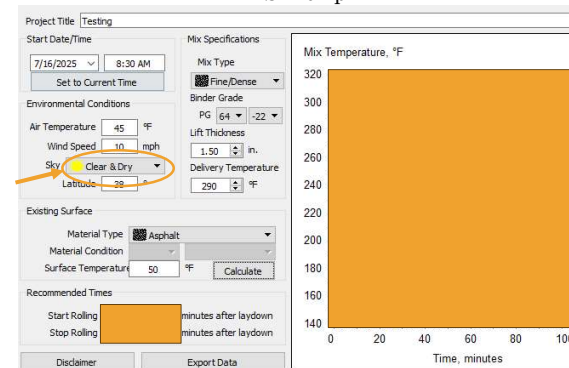 Project Title Testing
Start Date/Time
7/16/2025 8:30 AM
Set to Current Time
Environmental Conditions
Air Temperature 45 °F
Wind Speed 10 mph
Sky Clear & Dry
Latitude 38 °
Mix Specifications
Mix Type
Fine/Dense
Binder Grade
PG 64 -22
Lift Thickness
1.50 in.
Delivery Temperature
290 °F
Existing Surface
Material Type Asphalt
Material Condition
Surface Temperature 50 °F Calculate
Recommended Times
Start Rolling minutes after laydown
Stop Rolling minutes after laydown
Disclaimer Export Data
Mix Temperature, °F
320
300
280
260
240
220
200
180
160
140
0 20 40 60 80 100
Time, minutes